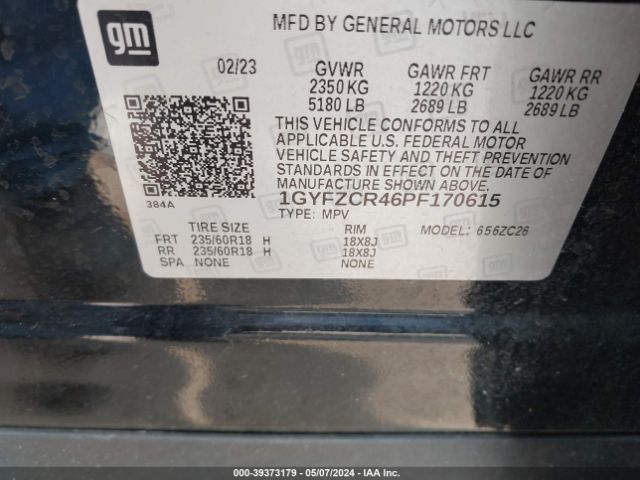 gm
MFD BY GENERAL MOTORS LLC
02/23 GVWR GAWR FRT GAWR RR
2350 KG 1220 KG 1220 KG
5180 LB 2689 LB 2689 LB
THIS VEHICLE CONFORMS TO ALL
APPLICABLE U.S. FEDERAL MOTOR
VEHICLE SAFETY AND THEFT PREVENTION
STANDARDS IN EFFECT ON THE DATE OF
MANUFACTURE SHOWN ABOVE.
384A
1GYFZCR46PF170615
TYPE: MPV MODEL: 656ZC26
TIRE SIZE RIM
FRT 235/60R18 H 18X8J
RR 235/60R18 H 18X8J
SPA NONE NONE
000-39373179 — 05/07/2024 — IAA Inc.